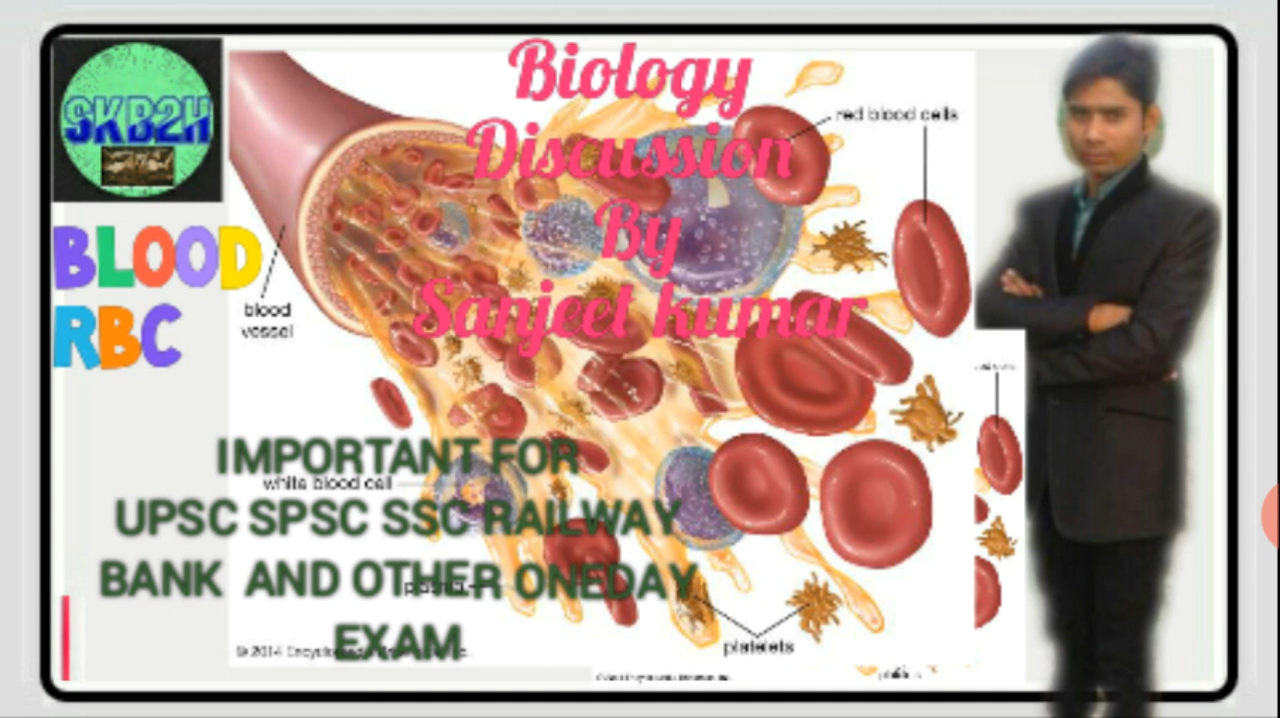 SKB2H
Biology
Discussion
By
Sanjeet kumar
red blood cells
BLOOD
RBC
blood
vessel
IMPORTANT FOR
white blood cell
UPSC SPSC SSC RAILWAY
BANK AND OTHER ONEDAY
EXAM
platelets
© 2014